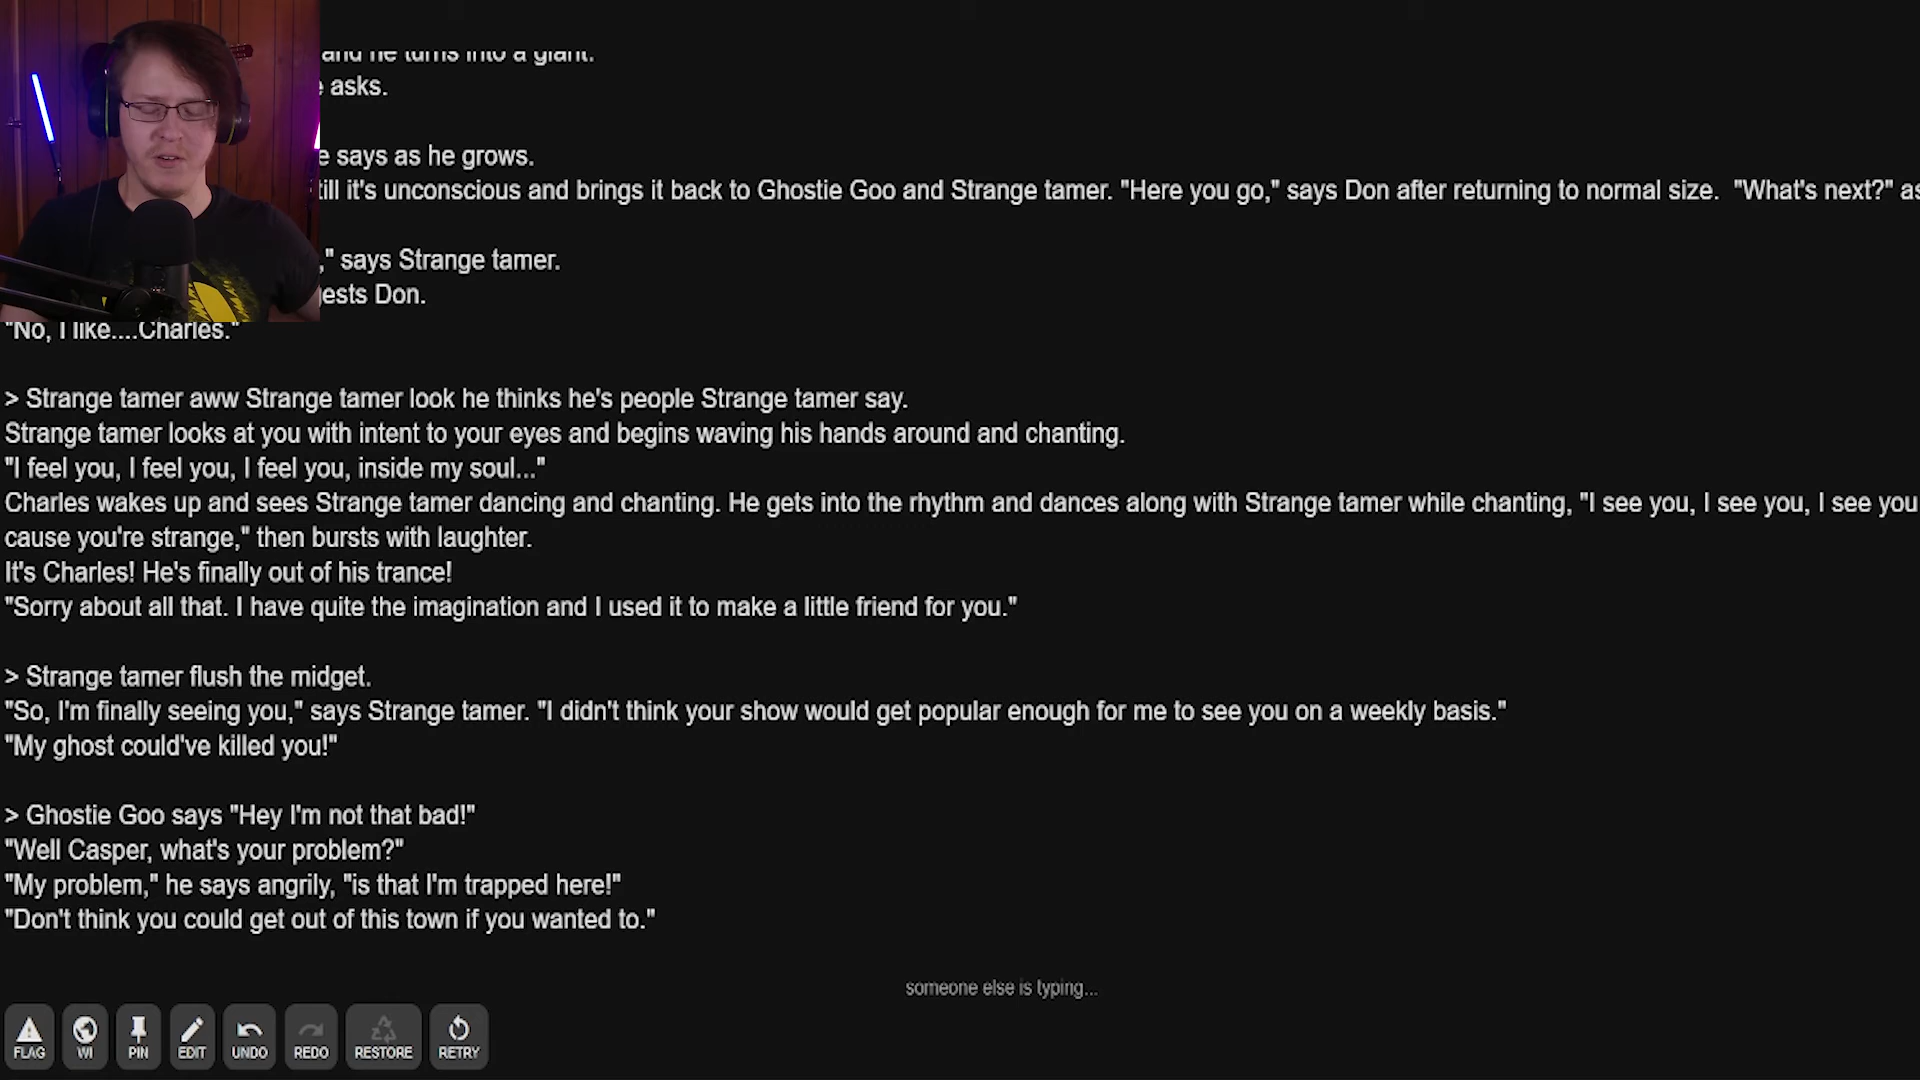 and he turns into a giant.
e asks.
e says as he grows.
till it's unconscious and brings it back to Ghostie Goo and Strange tamer. "Here you go," says Don after returning to normal size. "What's next?" as
," says Strange tamer.
ests Don.
"No, I like....Charles."
> Strange tamer aww Strange tamer look he thinks he's people Strange tamer say.
Strange tamer looks at you with intent to your eyes and begins waving his hands around and chanting.
"I feel you, I feel you, I feel you, inside my soul..."
Charles wakes up and sees Strange tamer dancing and chanting. He gets into the rhythm and dances along with Strange tamer while chanting, "I see you, I see you, I see you
cause you're strange," then bursts with laughter.
It's Charles! He's finally out of his trance!
"Sorry about all that. I have quite the imagination and I used it to make a little friend for you."
> Strange tamer flush the midget.
"So, I'm finally seeing you," says Strange tamer. "I didn't think your show would get popular enough for me to see you on a weekly basis."
"My ghost could've killed you!"
> Ghostie Goo says "Hey I'm not that bad!"
"Well Casper, what's your problem?"
"My problem," he says angrily, "is that I'm trapped here!"
"Don't think you could get out of this town if you wanted to."
someone else is typing...
FLAG WI PIN EDIT UNDO REDO RESTORE RETRY